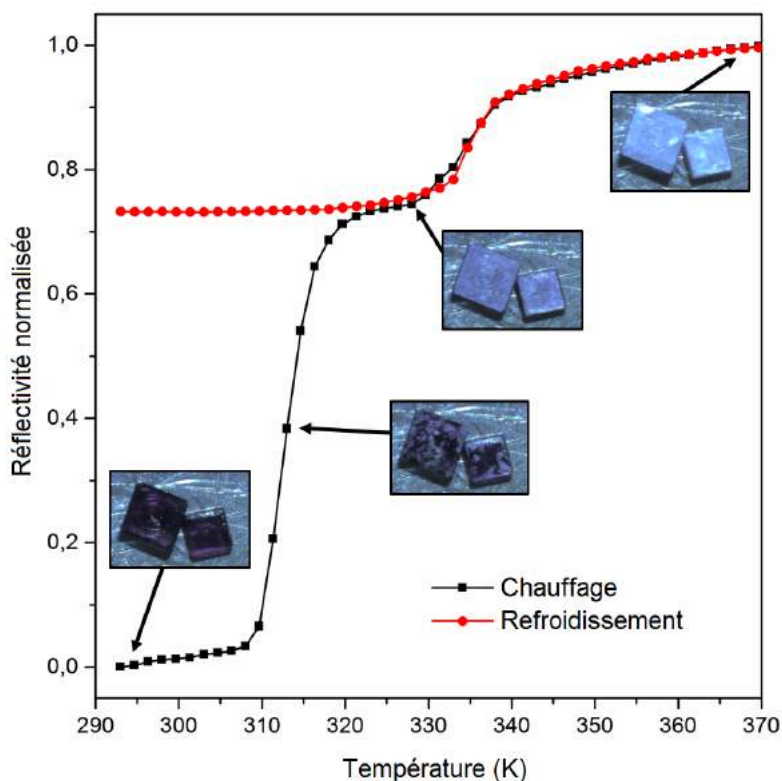 1,0
0,8
0,6
0,4
0,2
0,0
Réflectivité normalisée
Chauffage
Refroidissement
290 300 310 320 330 340 350 360 370
Température (K)